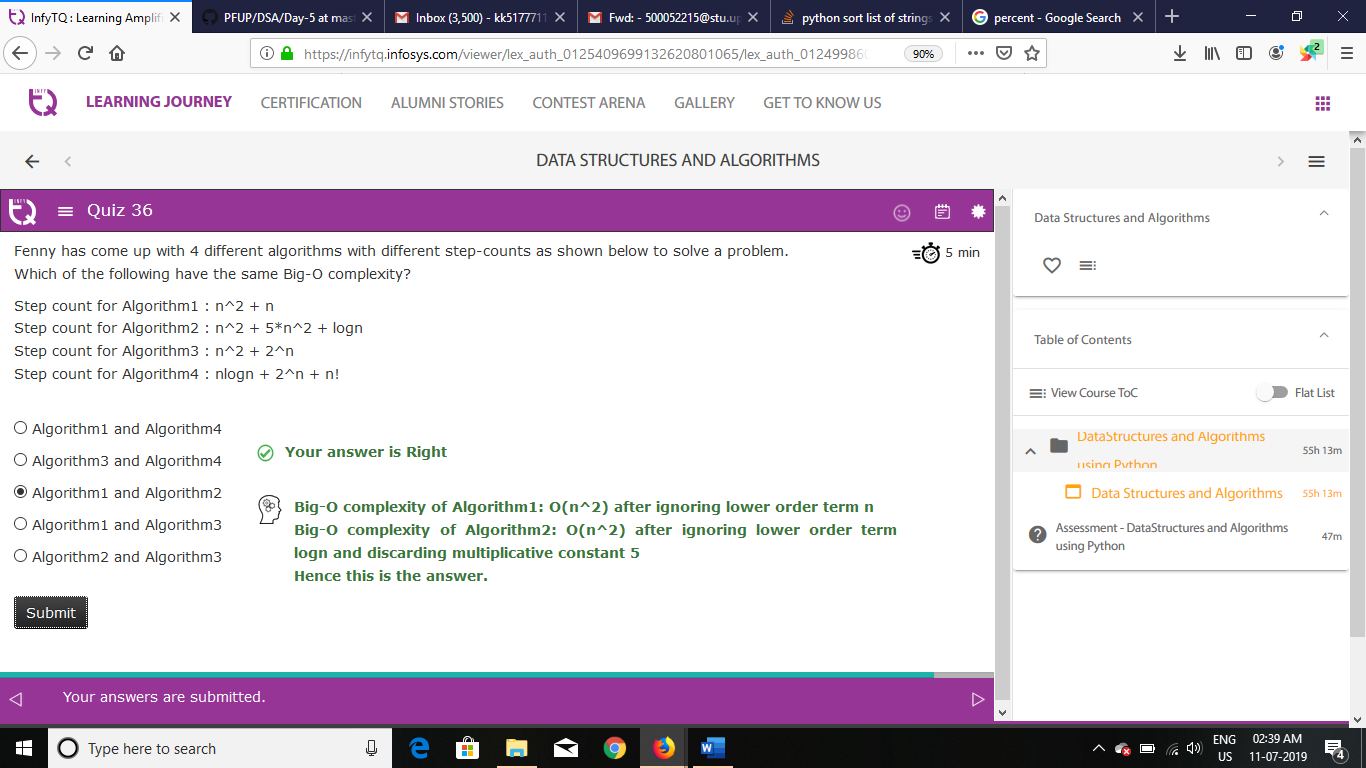 InfyTQ : Learning Amplifi
PFUP/DSA/Day-5 at mast
Inbox (3,500) - kk5177711
Fwd: - 500052215@stu.up
python sort list of strings
percent - Google Search
https://infytq.infosys.com/viewer/lex_auth_0125409699132620801065/lex_auth_01249986
90%
2
INFY TQ
LEARNING JOURNEY
CERTIFICATION
ALUMNI STORIES
CONTEST ARENA
GALLERY
GET TO KNOW US
DATA STRUCTURES AND ALGORITHMS
INFY TQ
Quiz 36
Fenny has come up with 4 different algorithms with different step-counts as shown below to solve a problem.
Which of the following have the same Big-O complexity?
5 min
Step count for Algorithm1 : n^2 + n
Step count for Algorithm2 : n^2 + 5*n^2 + logn
Step count for Algorithm3 : n^2 + 2^n
Step count for Algorithm4 : nlogn + 2^n + n!
Algorithm1 and Algorithm4
Algorithm3 and Algorithm4
Algorithm1 and Algorithm2
Algorithm1 and Algorithm3
Algorithm2 and Algorithm3
Your answer is Right
Big-O complexity of Algorithm1: O(n^2) after ignoring lower order term n
Big-O complexity of Algorithm2: O(n^2) after ignoring lower order term
logn and discarding multiplicative constant 5
Hence this is the answer.
Submit
Your answers are submitted.
Data Structures and Algorithms
Table of Contents
View Course ToC
Flat List
DataStructures and Algorithms
using Python
55h 13m
Data Structures and Algorithms
55h 13m
Assessment - DataStructures and Algorithms
using Python
47m
Type here to search
ENG
US
02:39 AM
11-07-2019
4